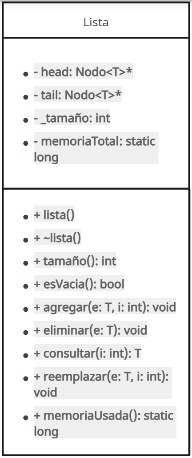 Lista
- head: Nodo<T>*
- tail: Nodo<T>*
- _tamaño: int
- memoriaTotal: static
long
+ lista()
+ ~lista()
+ tamaño(): int
+ esVacia(): bool
+ agregar(e: T, i: int): void
+ eliminar(e: T): void
+ consultar(i: int): T
+ reemplazar(e: T, i: int):
void
+ memoriaUsada(): static
long